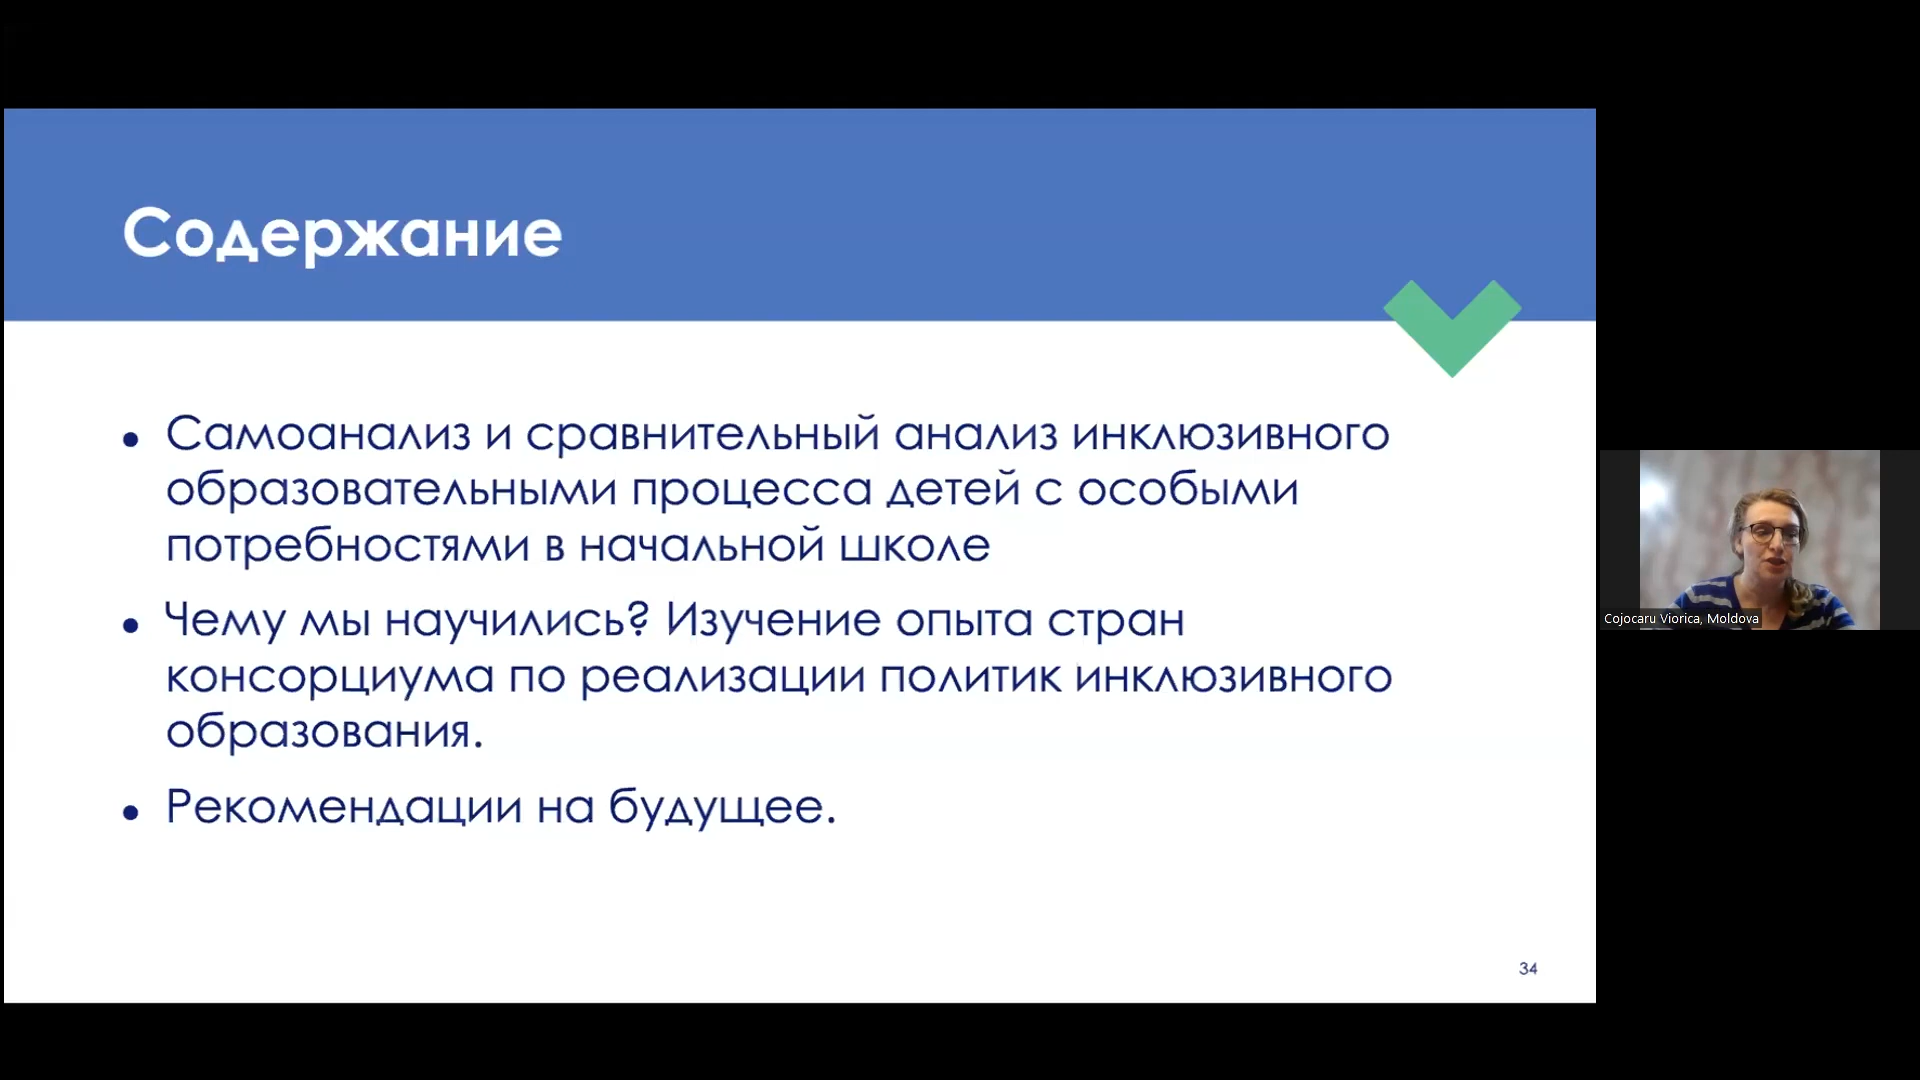 Содержание
• Самоанализ и сравнительный анализ инклюзивного
образовательными процесса детей с особыми
потребностями в начальной школе
• Чему мы научились? Изучение опыта стран
консорциума по реализации политик инклюзивного
образования.
• Рекомендации на будущее.
34
Cojocaru Viorica, Moldova